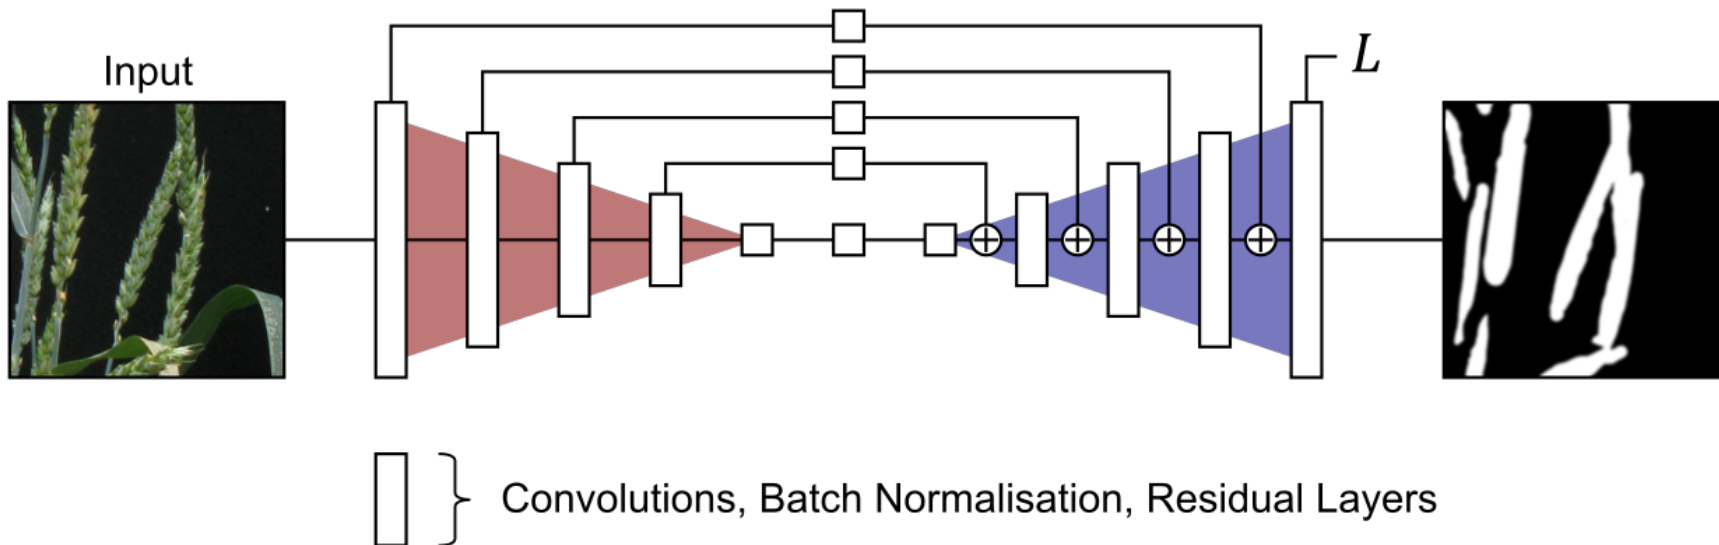 Input
L
Convolutions, Batch Normalisation, Residual Layers